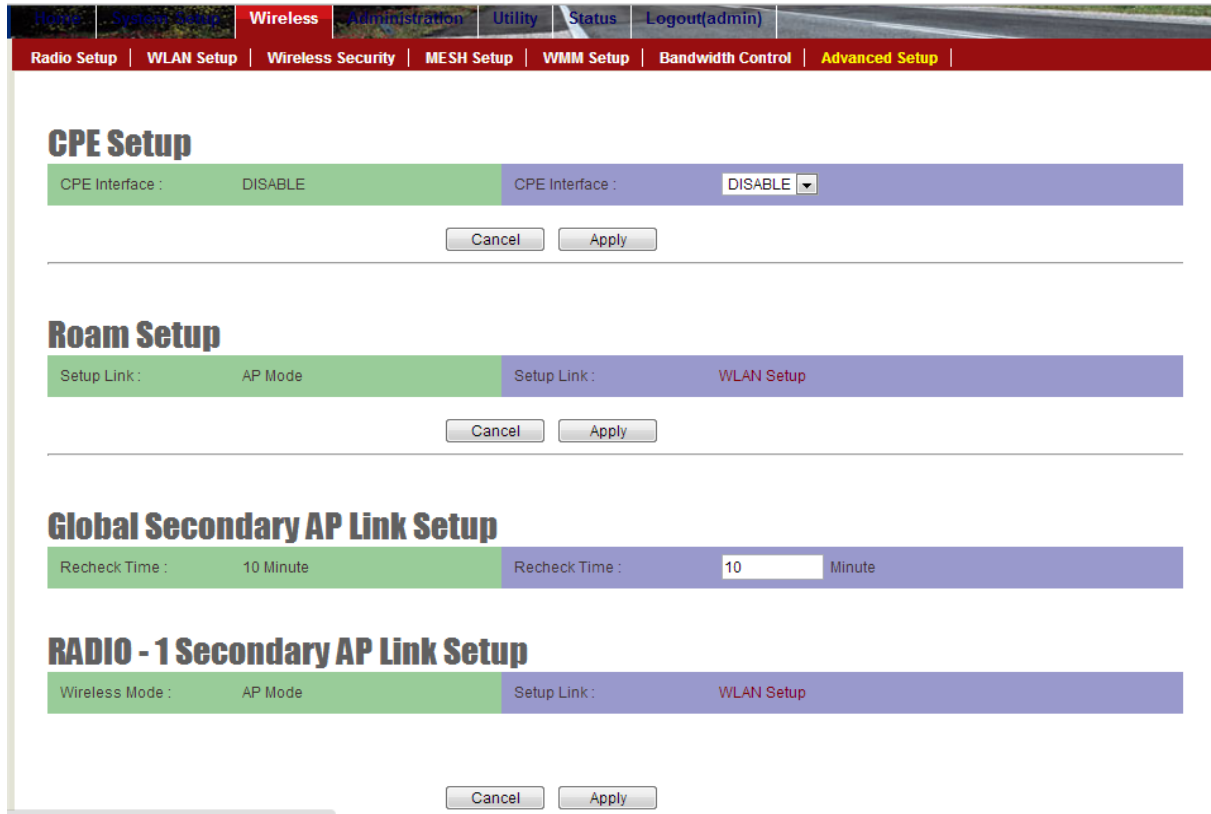 Home System Setup Wireless Administration Utility Status Logout(admin)
Radio Setup WLAN Setup Wireless Security MESH Setup WMM Setup Bandwidth Control Advanced Setup
CPE Setup
CPE Interface : DISABLE CPE Interface : DISABLE
Cancel Apply
Roam Setup
Setup Link : AP Mode Setup Link : WLAN Setup
Cancel Apply
Global Secondary AP Link Setup
Recheck Time : 10 Minute Recheck Time : 10 Minute
RADIO - 1 Secondary AP Link Setup
Wireless Mode : AP Mode Setup Link : WLAN Setup
Cancel Apply